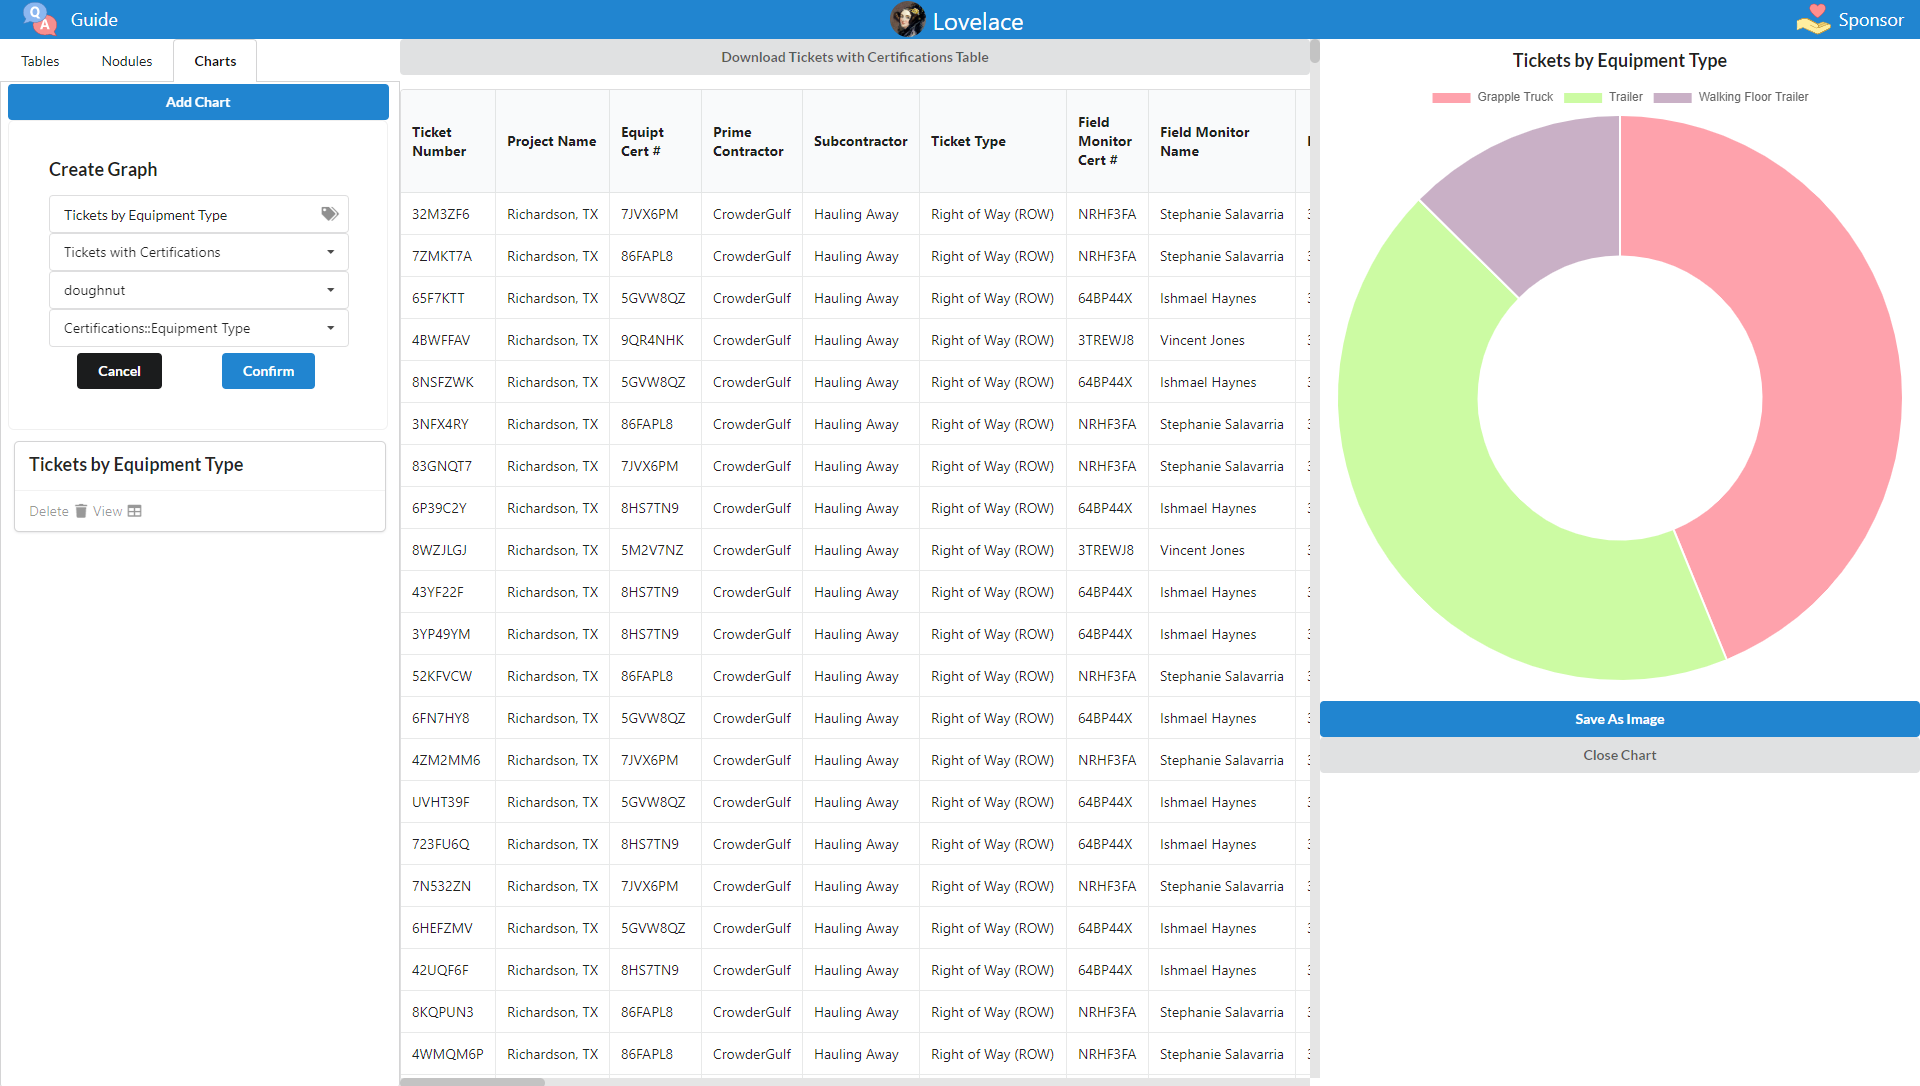 Q
A
Guide
Lovelace
Sponsor
Tables
Nodules
Charts
Add Chart
Create Graph
Tickets by Equipment Type
Tickets with Certifications
doughnut
Certifications::Equipment Type
Cancel
Confirm
Tickets by Equipment Type
Delete
View
Download Tickets with Certifications Table
Ticket Number Project Name Equipt Cert # Prime Contractor Subcontractor Ticket Type Field Monitor Cert # Field Monitor Name
32M3ZF6 Richardson, TX 7JVX6PM CrowderGulf Hauling Away Right of Way (ROW) NRHF3FA Stephanie Salavarria
7ZMKT7A Richardson, TX 86FAPL8 CrowderGulf Hauling Away Right of Way (ROW) NRHF3FA Stephanie Salavarria
65F7KTT Richardson, TX 5GVW8QZ CrowderGulf Hauling Away Right of Way (ROW) 64BP44X Ishmael Haynes
4BWFFAV Richardson, TX 9QR4NHK CrowderGulf Hauling Away Right of Way (ROW) 3TREWJ8 Vincent Jones
8NSFZWK Richardson, TX 5GVW8QZ CrowderGulf Hauling Away Right of Way (ROW) 64BP44X Ishmael Haynes
3NFX4RY Richardson, TX 86FAPL8 CrowderGulf Hauling Away Right of Way (ROW) NRHF3FA Stephanie Salavarria
83GNQT7 Richardson, TX 7JVX6PM CrowderGulf Hauling Away Right of Way (ROW) NRHF3FA Stephanie Salavarria
6P39C2Y Richardson, TX 8HS7TN9 CrowderGulf Hauling Away Right of Way (ROW) 64BP44X Ishmael Haynes
8WZJLGJ Richardson, TX 5M2V7NZ CrowderGulf Hauling Away Right of Way (ROW) 3TREWJ8 Vincent Jones
43YF22F Richardson, TX 8HS7TN9 CrowderGulf Hauling Away Right of Way (ROW) 64BP44X Ishmael Haynes
3YP49YM Richardson, TX 8HS7TN9 CrowderGulf Hauling Away Right of Way (ROW) 64BP44X Ishmael Haynes
52KFVCW Richardson, TX 86FAPL8 CrowderGulf Hauling Away Right of Way (ROW) NRHF3FA Stephanie Salavarria
6FN7HY8 Richardson, TX 5GVW8QZ CrowderGulf Hauling Away Right of Way (ROW) 64BP44X Ishmael Haynes
4ZM2MM6 Richardson, TX 7JVX6PM CrowderGulf Hauling Away Right of Way (ROW) NRHF3FA Stephanie Salavarria
UVHT39F Richardson, TX 5GVW8QZ CrowderGulf Hauling Away Right of Way (ROW) 64BP44X Ishmael Haynes
723FU6Q Richardson, TX 8HS7TN9 CrowderGulf Hauling Away Right of Way (ROW) 64BP44X Ishmael Haynes
7N532ZN Richardson, TX 7JVX6PM CrowderGulf Hauling Away Right of Way (ROW) NRHF3FA Stephanie Salavarria
6HEFZMV Richardson, TX 5GVW8QZ CrowderGulf Hauling Away Right of Way (ROW) 64BP44X Ishmael Haynes
42UQF6F Richardson, TX 8HS7TN9 CrowderGulf Hauling Away Right of Way (ROW) 64BP44X Ishmael Haynes
8KQPUN3 Richardson, TX 86FAPL8 CrowderGulf Hauling Away Right of Way (ROW) NRHF3FA Stephanie Salavarria
4WMQM6P Richardson, TX 86FAPL8 CrowderGulf Hauling Away Right of Way (ROW) NRHF3FA Stephanie Salavarria
Tickets by Equipment Type
Grapple Truck Trailer Walking Floor Trailer
Save As Image
Close Chart